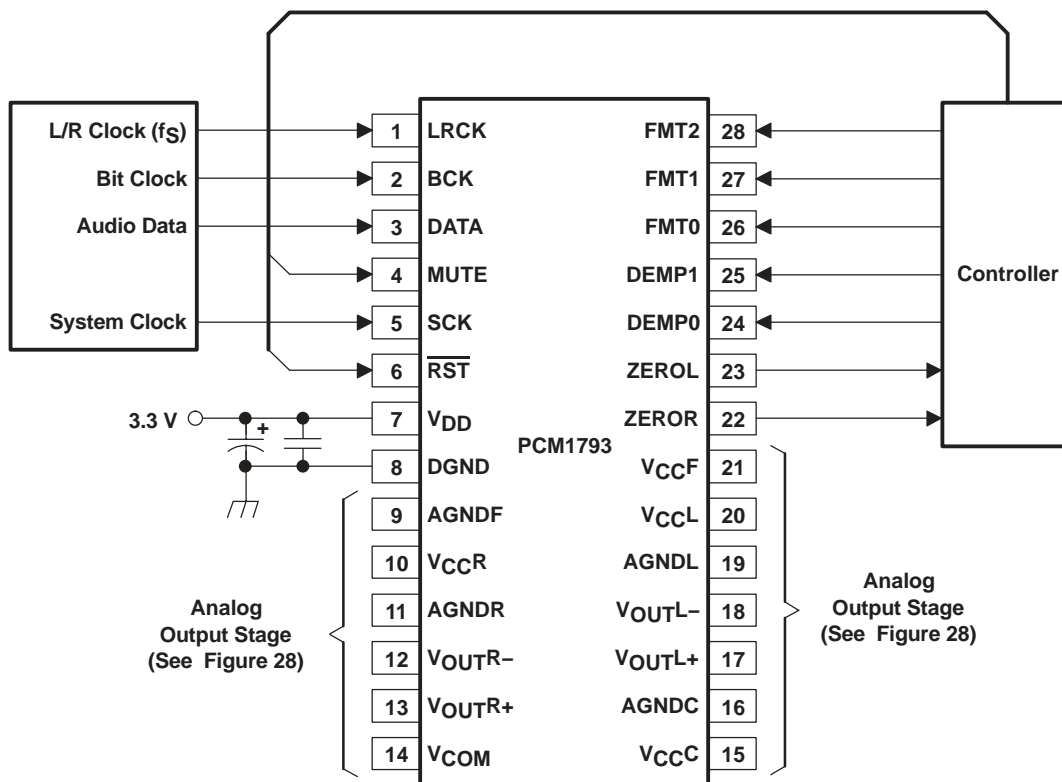 L/R Clock (fS)
Bit Clock
Audio Data
System Clock
3.3 V
+
1 LRCK
2 BCK
3 DATA
4 MUTE
5 SCK
6 RST
7 VDD
8 DGND
9 AGNDF
10 VCCR
11 AGNDR
12 VOUTR–
13 VOUTR+
14 VCOM
PCM1793
FMT2 28
FMT1 27
FMT0 26
DEMP1 25
DEMP0 24
ZEROL 23
ZEROR 22
VCCF 21
VCCL 20
AGNDL 19
VOUTL– 18
VOUTL+ 17
AGNDC 16
VCCC 15
Controller
Analog
Output Stage
(See Figure 28)
Analog
Output Stage
(See Figure 28)